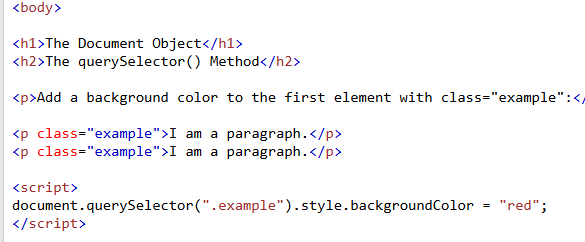 <body>
<h1>The Document Object</h1>
<h2>The querySelector() Method</h2>
<p>Add a background color to the first element with class="example":</
<p class="example">I am a paragraph.</p>
<p class="example">I am a paragraph.</p>
<script>
document.querySelector(".example").style.backgroundColor = "red";
</script>